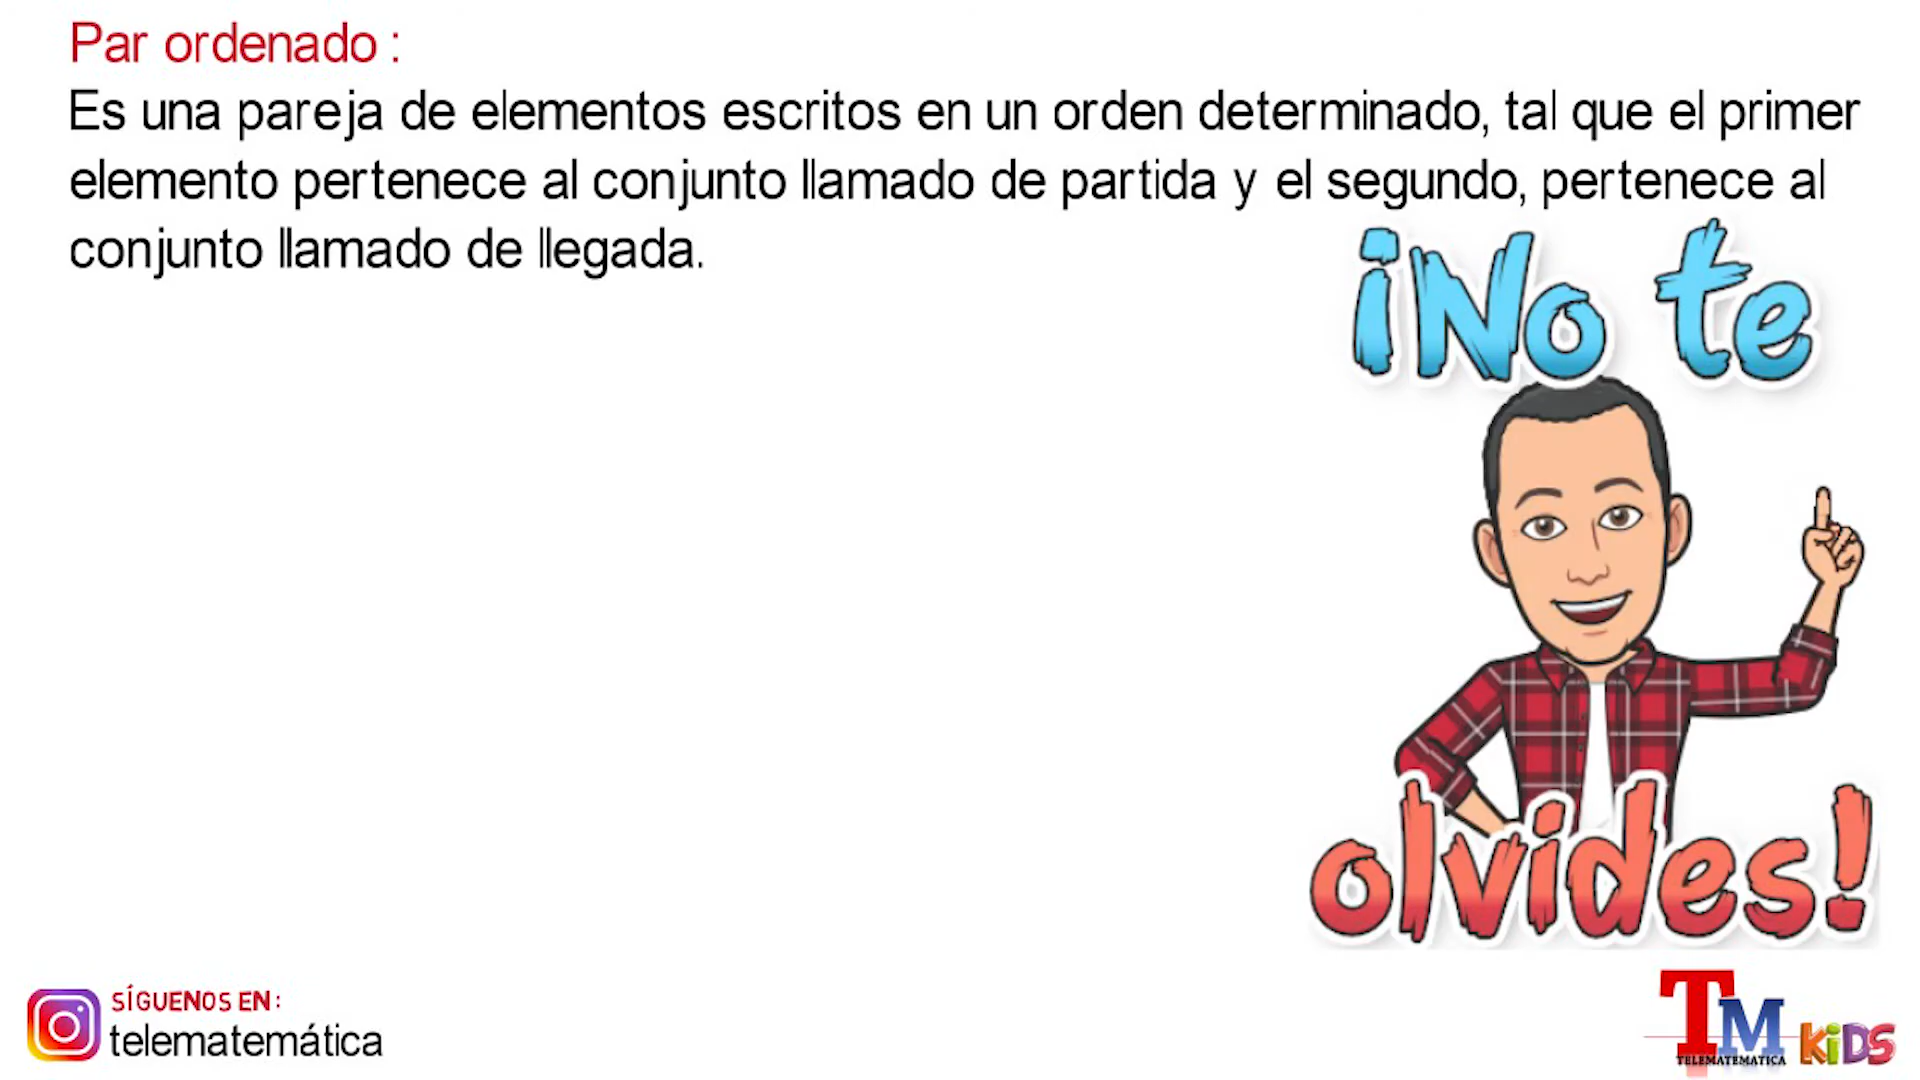 Par ordenado :
Es una pareja de elementos escritos en un orden determinado, tal que el primer
elemento pertenece al conjunto llamado de partida y el segundo, pertenece al
conjunto llamado de llegada.
¡No te
olvides!
SÍGUENOS EN:
telematemática
TM KiDS
TELEMATEMATICA